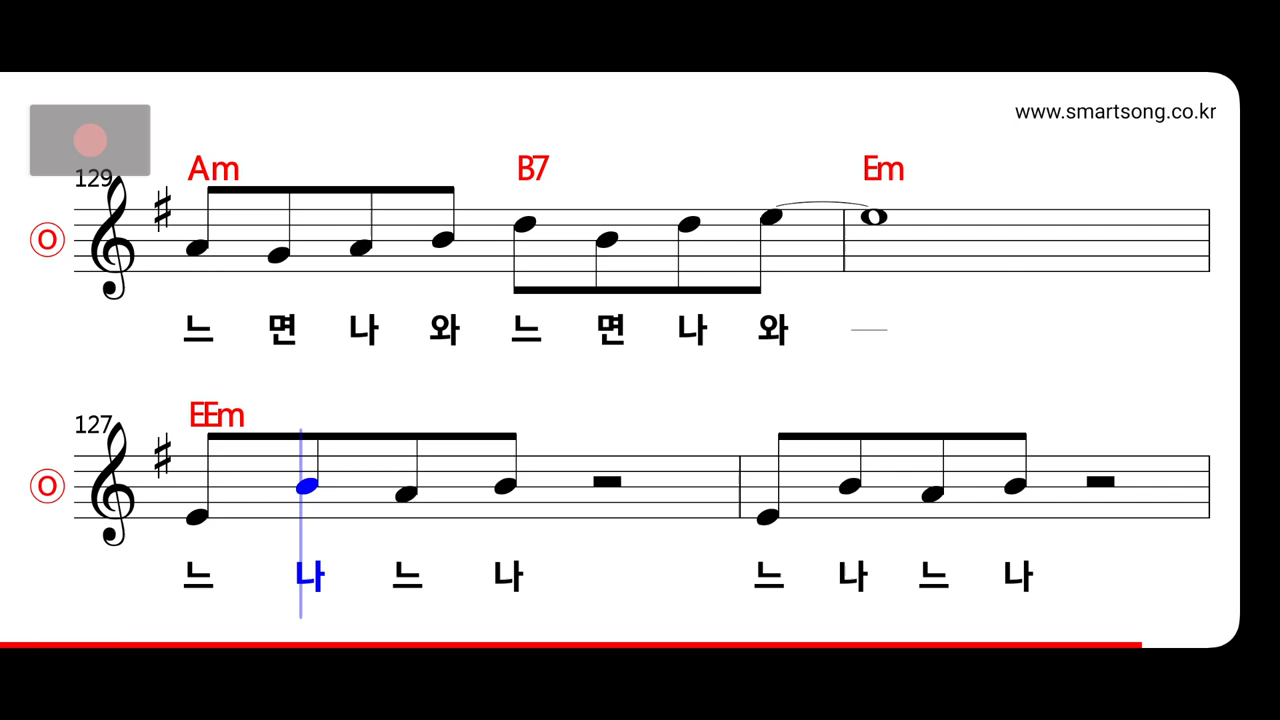 www.smartsong.co.kr
Am B7 Em
129
O
느 면 나 와 느 면 나 와
EEm
127
O
느 나 느 나 느 나 느 나